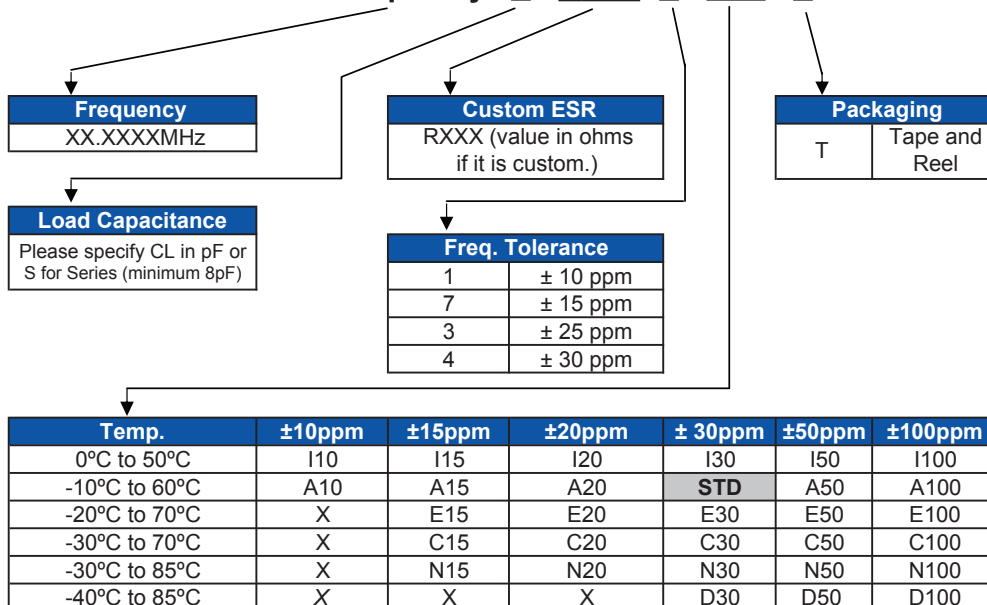 Frequency
XX.XXXXMHz
Custom ESR
RXXX (value in ohms
if it is custom.)
Packaging
T
Tape and
Reel
Load Capacitance
Please specify CL in pF or
S for Series (minimum 8pF)
Freq. Tolerance
1 ± 10 ppm
7 ± 15 ppm
3 ± 25 ppm
4 ± 30 ppm
Temp. ±10ppm ±15ppm ±20ppm ± 30ppm ±50ppm ±100ppm
0ºC to 50ºC I10 I15 I20 I30 I50 I100
-10ºC to 60ºC A10 A15 A20 STD A50 A100
-20ºC to 70ºC X E15 E20 E30 E50 E100
-30ºC to 70ºC X C15 C20 C30 C50 C100
-30ºC to 85ºC X N15 N20 N30 N50 N100
-40ºC to 85ºC X X X D30 D50 D100